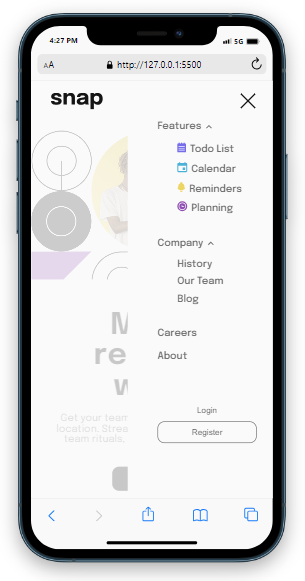 4:27 PM
5G
AA
http://127.0.0.1:5500
snap
Features
Todo List
Calendar
Reminders
Planning
Company
History
Our Team
Blog
Careers
About
M
re
w
Get your team
location. Strea
team rituals,
Login
Register